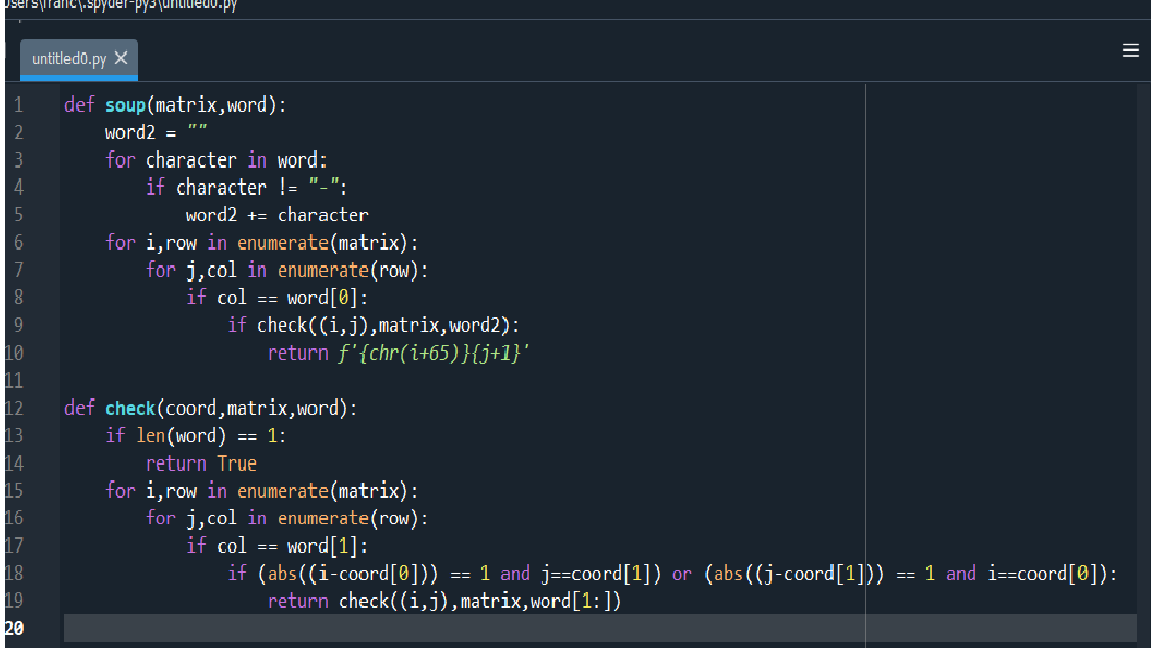 Users\franc\.spyder-py3\untitled0.py
untitled0.py
1 def soup(matrix,word):
2     word2 = ""
3     for character in word:
4         if character != "-":
5             word2 += character
6     for i,row in enumerate(matrix):
7         for j,col in enumerate(row):
8             if col == word[0]:
9                 if check((i,j),matrix,word2):
10                     return f'{chr(i+65)}{j+1}'
11
12 def check(coord,matrix,word):
13     if len(word) == 1:
14         return True
15     for i,row in enumerate(matrix):
16         for j,col in enumerate(row):
17             if col == word[1]:
18                 if (abs((i-coord[0])) == 1 and j==coord[1]) or (abs((j-coord[1])) == 1 and i==coord[0]):
19                     return check((i,j),matrix,word[1:])
20